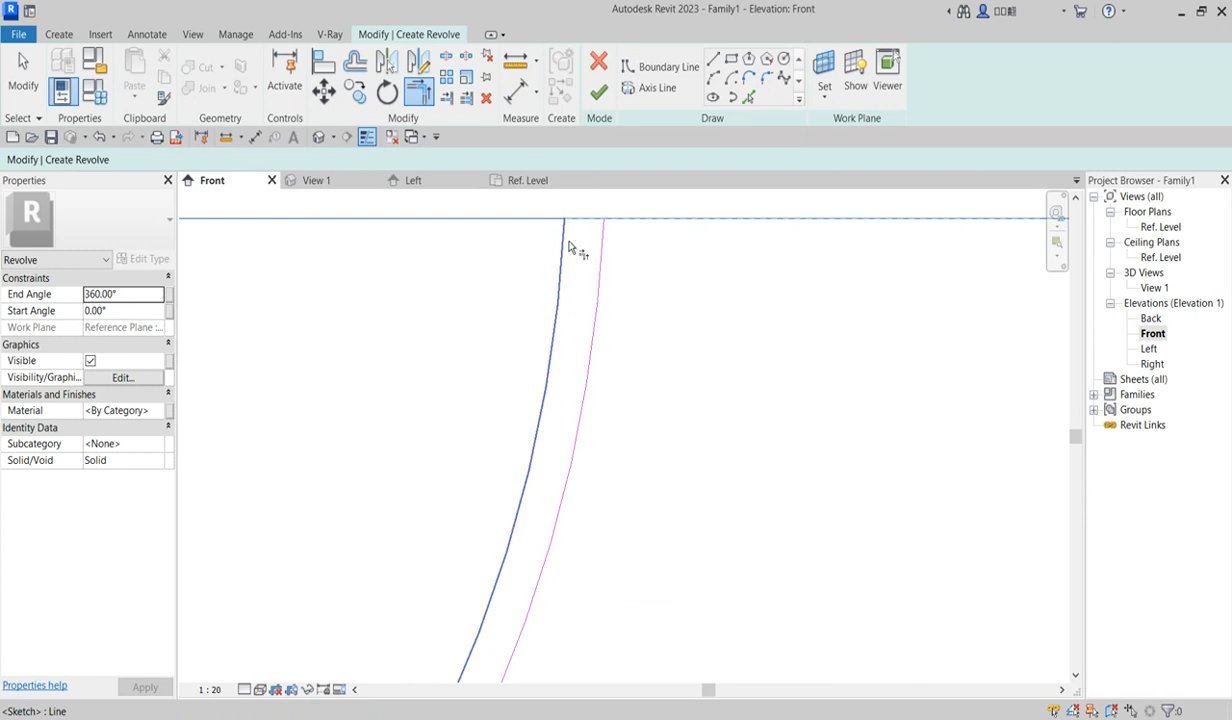 Autodesk Revit 2023 - Family1 - Elevation: Front
File Create Insert Annotate View Manage Add-Ins V-Ray Modify | Create Revolve
Modify Paste Cut Join Activate Create Boundary Line Axis Line Set Show Viewer
Select Properties Clipboard Geometry Controls Modify Measure Create Mode Draw Work Plane
Modify | Create Revolve
Properties
R
Revolve Edit Type
Constraints
End Angle 360.00°
Start Angle 0.00°
Work Plane Reference Plane :...
Graphics
Visible
Visibility/Graphi... Edit...
Materials and Finishes
Material <By Category>
Identity Data
Subcategory <None>
Solid/Void Solid
Properties help Apply
Front View 1 Left Ref. Level
1 : 20
Project Browser - Family1
Views (all)
Floor Plans
Ref. Level
Ceiling Plans
Ref. Level
3D Views
View 1
Elevations (Elevation 1)
Back
Front
Left
Right
Sheets (all)
Families
Groups
Revit Links
<Sketch> : Line
:0